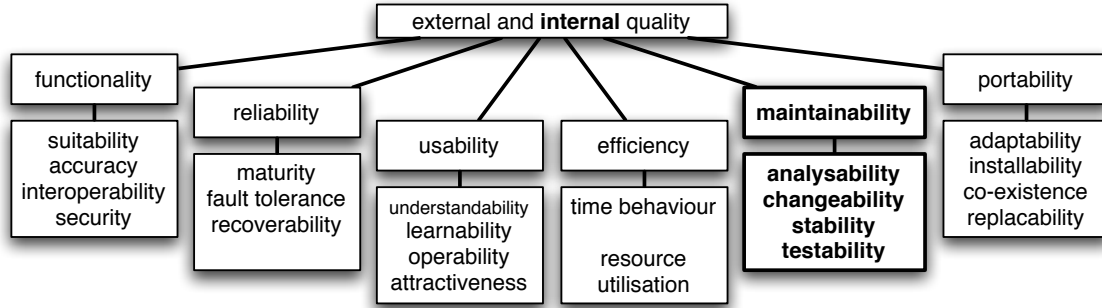 external and internal quality
functionality
suitability
accuracy
interoperability
security
reliability
maturity
fault tolerance
recoverability
usability
understandability
learnability
operability
attractiveness
efficiency
time behaviour
resource
utilisation
maintainability
analysability
changeability
stability
testability
portability
adaptability
installability
co-existence
replacability